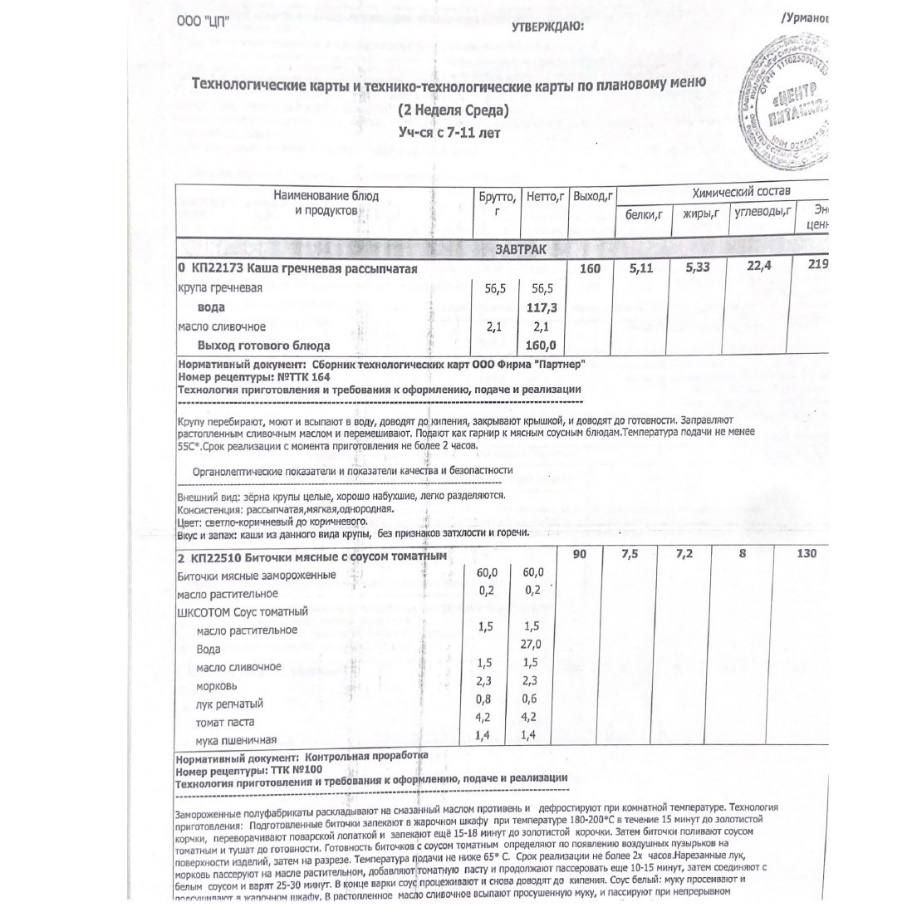 ООО "ЦП"
УТВЕРЖДАЮ:
/Урманов
«ЦЕНТР ПИТАНИЯ»
Технологические карты и технико-технологические карты по плановому меню
(2 Неделя Среда)
Уч-ся с 7-11 лет
Наименование блюд и продуктов Брутто, г Нетто,г Выход,г Химический состав
белки,г жиры,г углеводы,г Эн ценн
ЗАВТРАК
0 КП22173 Каша гречневая рассыпчатая 160 5,11 5,33 22,4 219
крупа гречневая 56,5 56,5
вода 117,3
масло сливочное 2,1 2,1
Выход готового блюда 160,0
Нормативный документ: Сборник технологических карт ООО Фирма "Партнер"
Номер рецептуры: №ТТК 164
Технология приготовления и требования к оформлению, подаче и реализации
Крупу перебирают, моют и всыпают в воду, доводят до кипения, закрывают крышкой, и доводят до готовности. Заправляют
растопленным сливочным маслом и перемешивают. Подают как гарнир к мясным соусным блюдам.Температура подачи не менее
55С*.Срок реализации с момента приготовления не более 2 часов.
Органолептические показатели и показатели качества и безопастности
Внешний вид: зёрна крупы целые, хорошо набухшие, легко разделяются.
Консистенция: рассыпчатая,мягкая,однородная.
Цвет: светло-коричневый до коричневого.
Вкус и запах: каши из данного вида крупы, без признаков затхлости и горечи.
2 КП22510 Биточки мясные с соусом томатным 90 7,5 7,2 8 130
Биточки мясные замороженные 60,0 60,0
масло растительное 0,2 0,2
ШКСОТОМ Соус томатный
масло растительное 1,5 1,5
Вода 27,0
масло сливочное 1,5 1,5
морковь 2,3 2,3
лук репчатый 0,8 0,6
томат паста 4,2 4,2
мука пшеничная 1,4 1,4
Нормативный документ: Контрольная проработка
Номер рецептуры: ТТК №100
Технология приготовления и требования к оформлению, подаче и реализации
Замороженные полуфабрикаты раскладывают на смазанный маслом противень и дефростируют при комнатной температуре. Технология
приготовления: Подготовленные биточки запекают в жарочном шкафу при температуре 180-200*С в течение 15 минут до золотистой
корчки, переворачивают поварской лопаткой и запекают ещё 15-18 минут до золотистой корочки. Затем биточки поливают соусом
томатным и тушат до готовности. Готовность биточков с соусом томатным определяют по появлению воздушных пузырьков на
поверхности изделий, затем на разрезе. Температура подачи не ниже 65* С. Срок реализации не более 2х часов.Нарезанные лук,
морковь пассеруют на масле растительном, добавляют томатную пасту и продолжают пассеровать еще 10-15 минут, затем соединяют с
белым соусом и варят 25-30 минут. В конце варки соус процеживают и снова доводят до кипения. Соус белый: муку просеивают и
подсушивают в жарочном шкафу. В растопленное масло сливочное всыпают просушенную муку, и пассируют при непрерывном